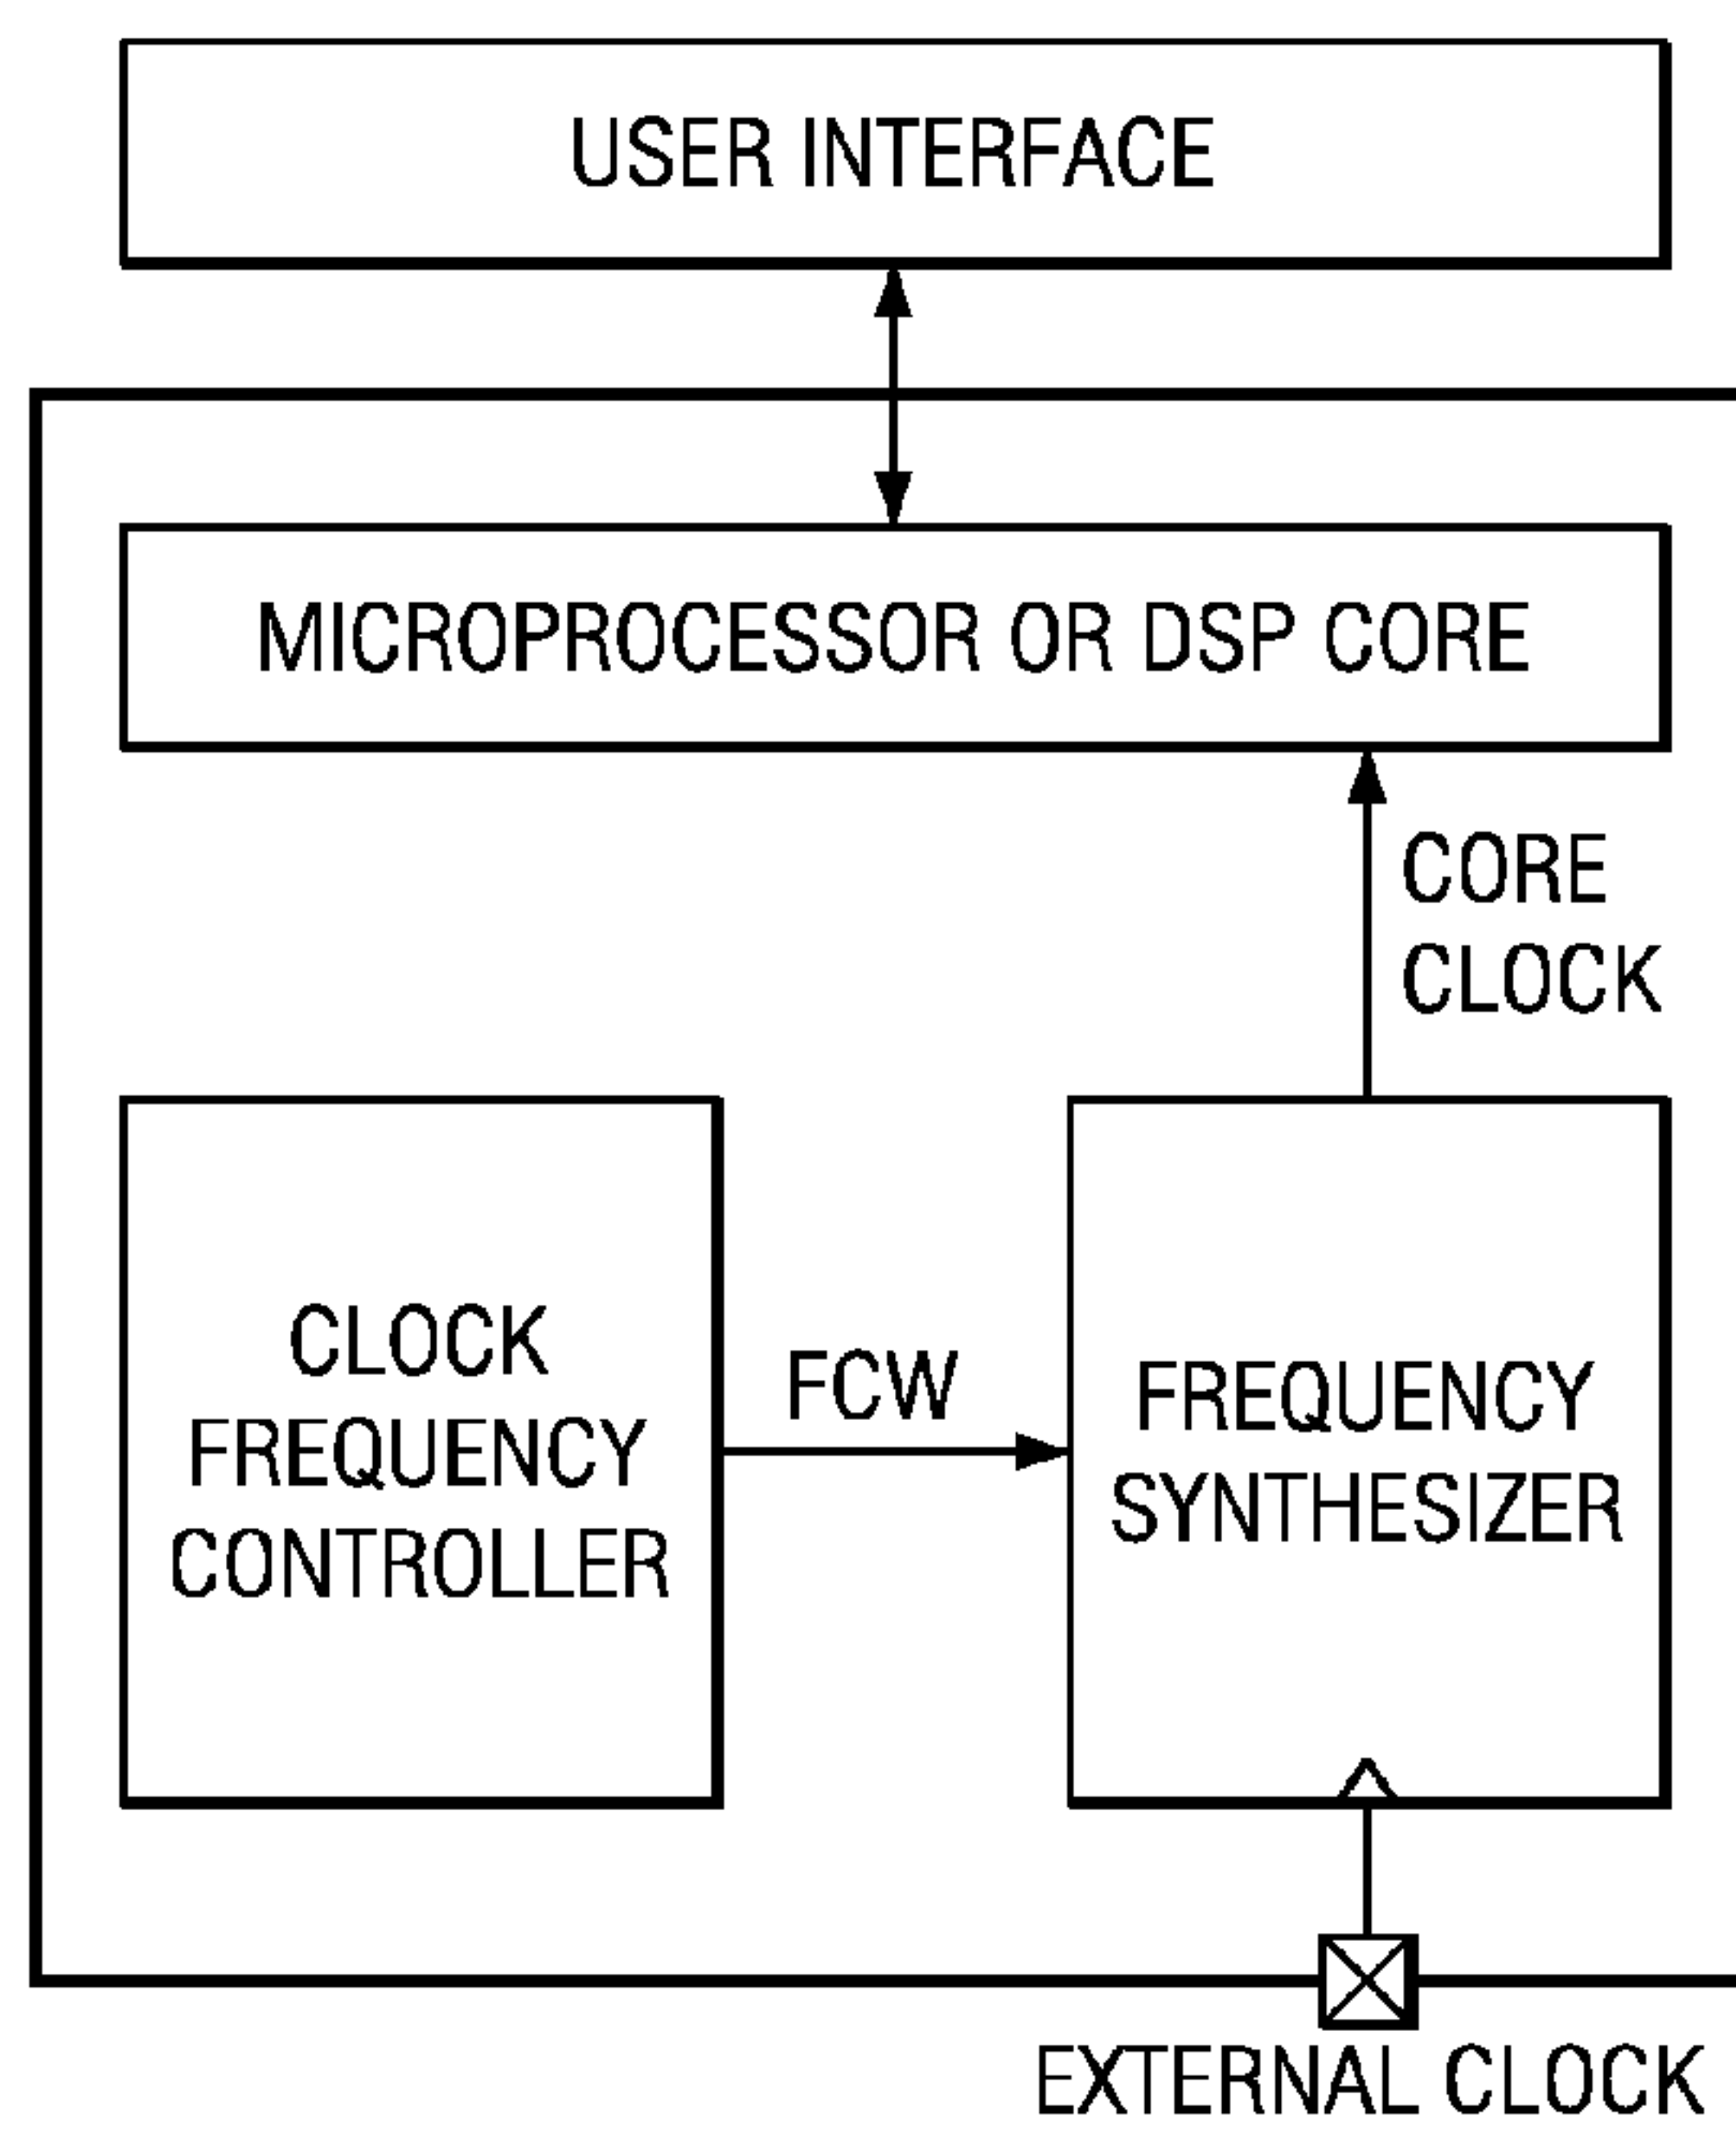 USER INTERFACE
MICROPROCESSOR OR DSP CORE
CORE
CLOCK
CLOCK
FREQUENCY
CONTROLLER
FCW
FREQUENCY
SYNTHESIZER
EXTERNAL CLOCK